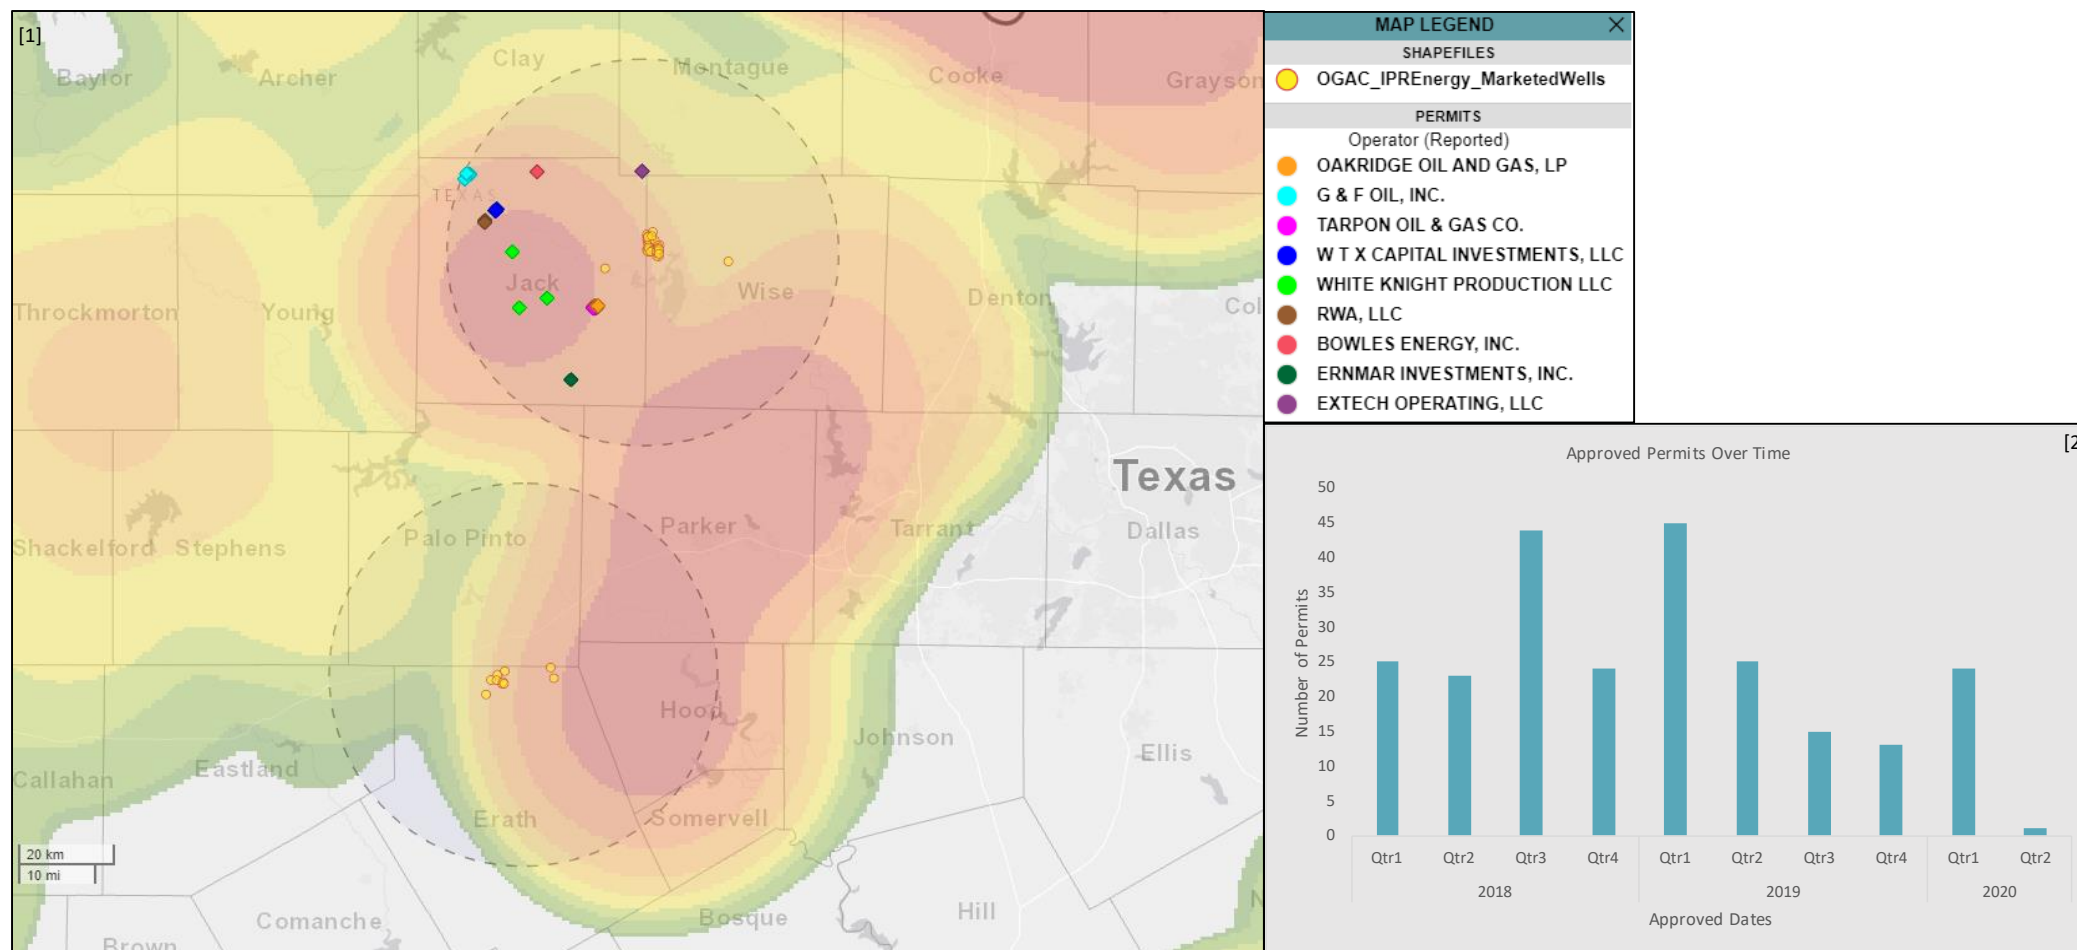 [1]
Clay
Montague
Baylor
Archer
Cooke
Grayson
TEXAS
Jack
Wise
Throckmorton
Young
Denton
Col
Texas
Parker
Tarrant
Dallas
Palo Pinto
Shackelford
Stephens
Hood
Johnson
Ellis
Callahan
Eastland
Erath
Somervell
20 km
10 mi
Comanche
Bosque
Hill
N
Brown
MAP LEGEND
SHAPEFILES
OGAC_IPREnergy_MarketedWells
PERMITS
Operator (Reported)
OAKRIDGE OIL AND GAS, LP
G & F OIL, INC.
TARPON OIL & GAS CO.
W T X CAPITAL INVESTMENTS, LLC
WHITE KNIGHT PRODUCTION LLC
RWA, LLC
BOWLES ENERGY, INC.
ERNMAR INVESTMENTS, INC.
EXTECH OPERATING, LLC
[2
Approved Permits Over Time
Number of Permits
50
45
40
35
30
25
20
15
10
5
0
Qtr1 Qtr2 Qtr3 Qtr4 Qtr1 Qtr2 Qtr3 Qtr4 Qtr1 Qtr2
2018 2019 2020
Approved Dates